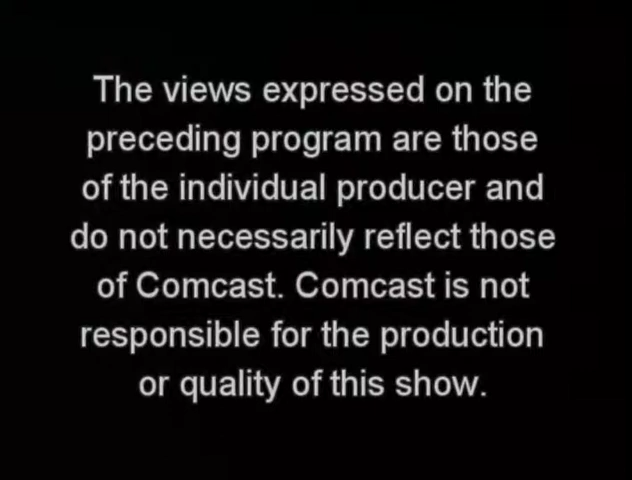 The views expressed on the
preceding program are those
of the individual producer and
do not necessarily reflect those
of Comcast. Comcast is not
responsible for the production
or quality of this show.